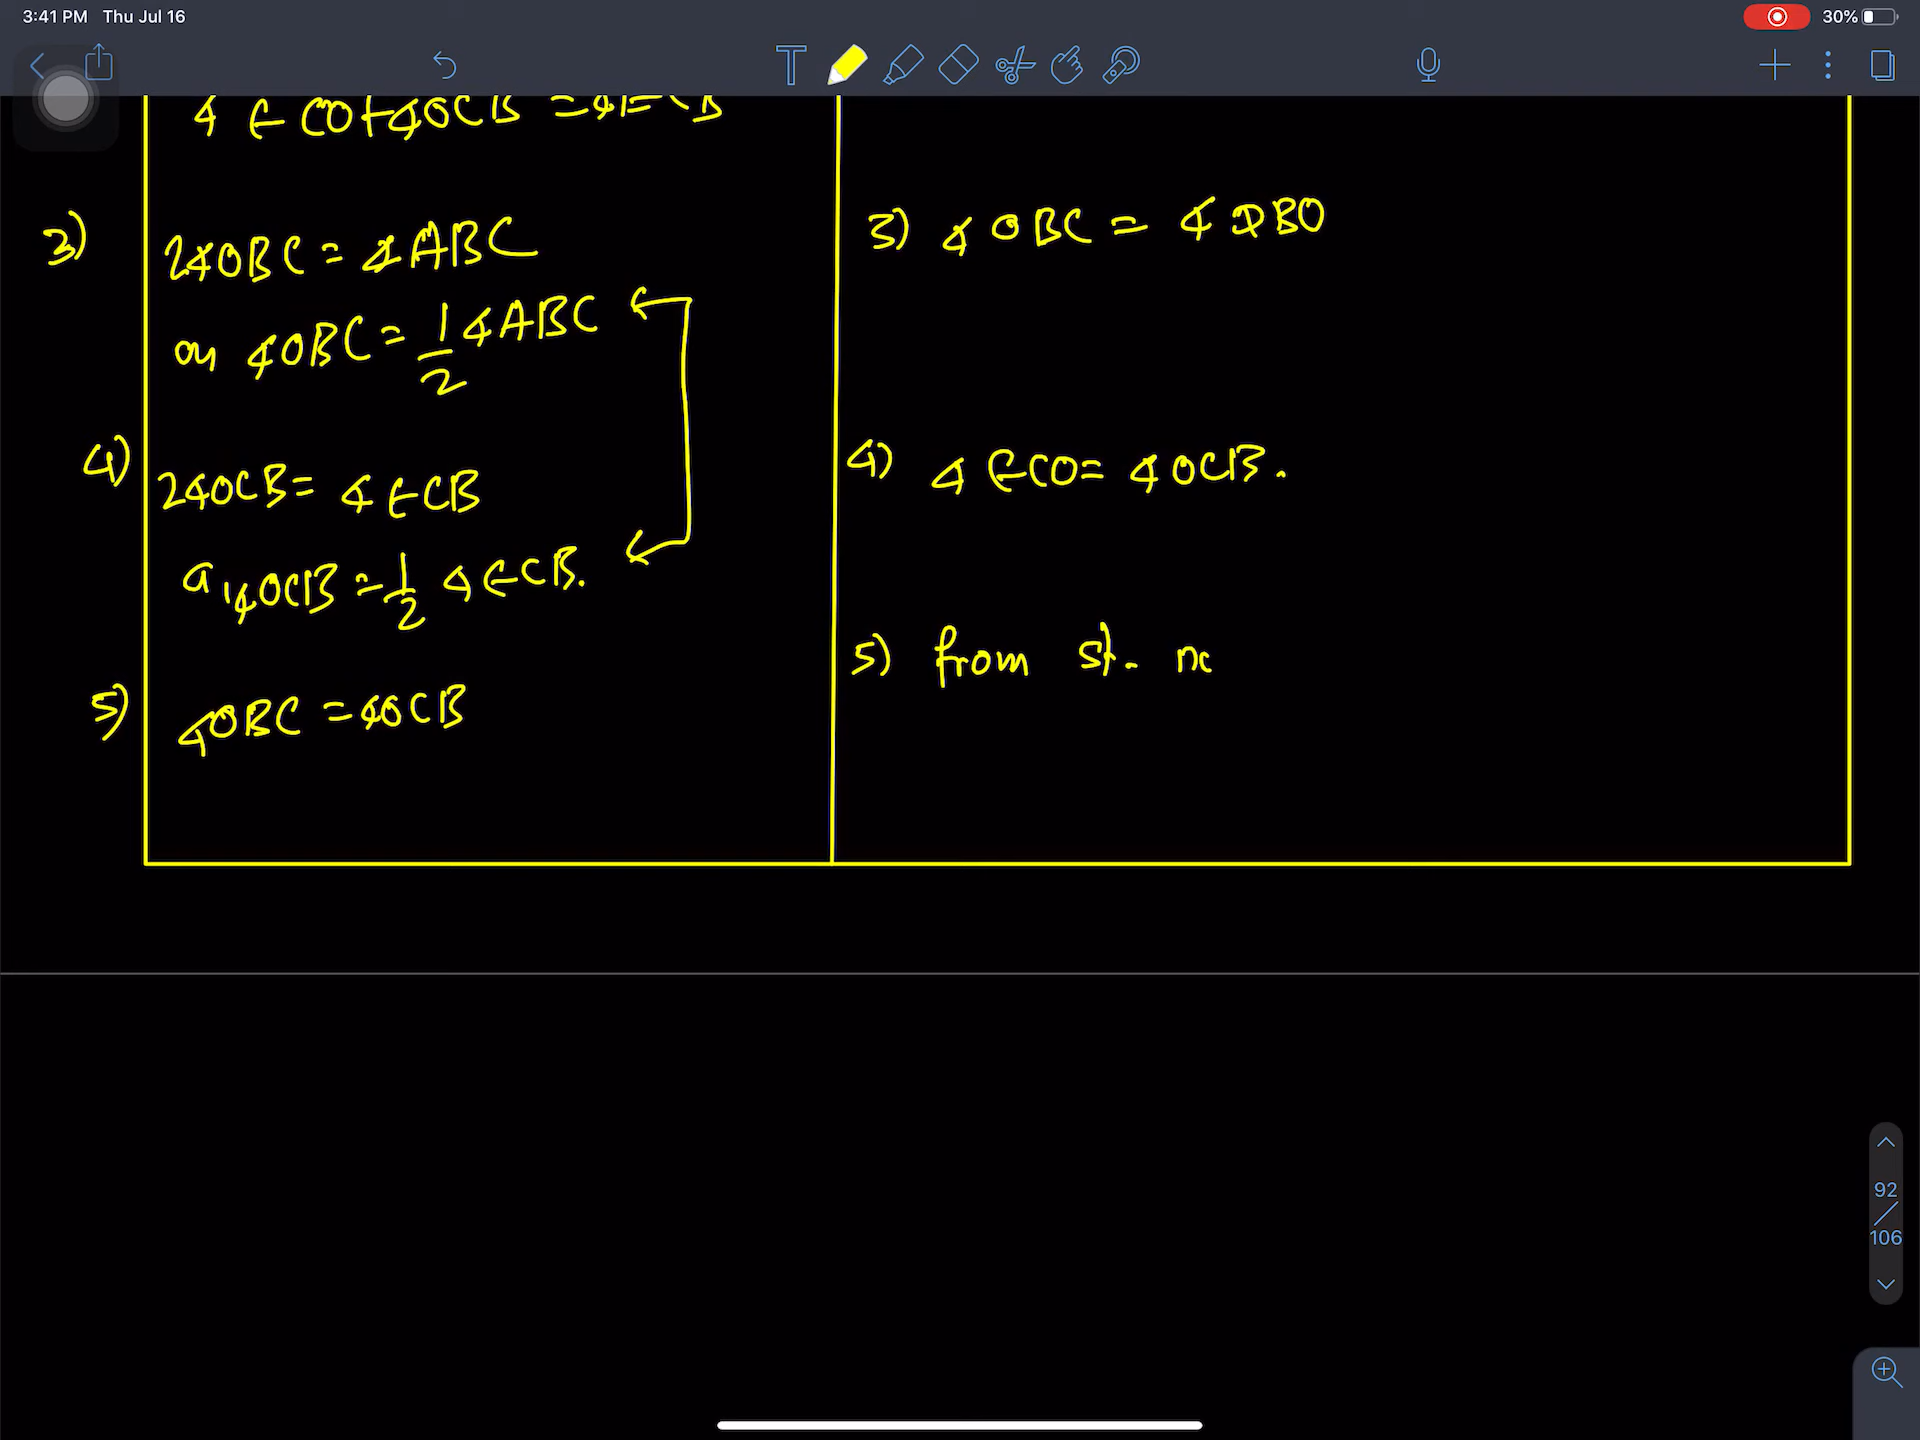 3:41 PM Thu Jul 16
30%
T
∡ECO+∡OCB = ∡ECB
3) 2∡OBC = ∡ABC
or ∡OBC = 1/2 ∡ABC
4) 2∡OCB = ∡ECB
∡OCB = 1/2 ∡ECB.
5) ∡OBC = ∡OCB
3) ∡OBC = ∡DBO
4) ∡ECO = ∡OCB.
5) from st. no
92
106